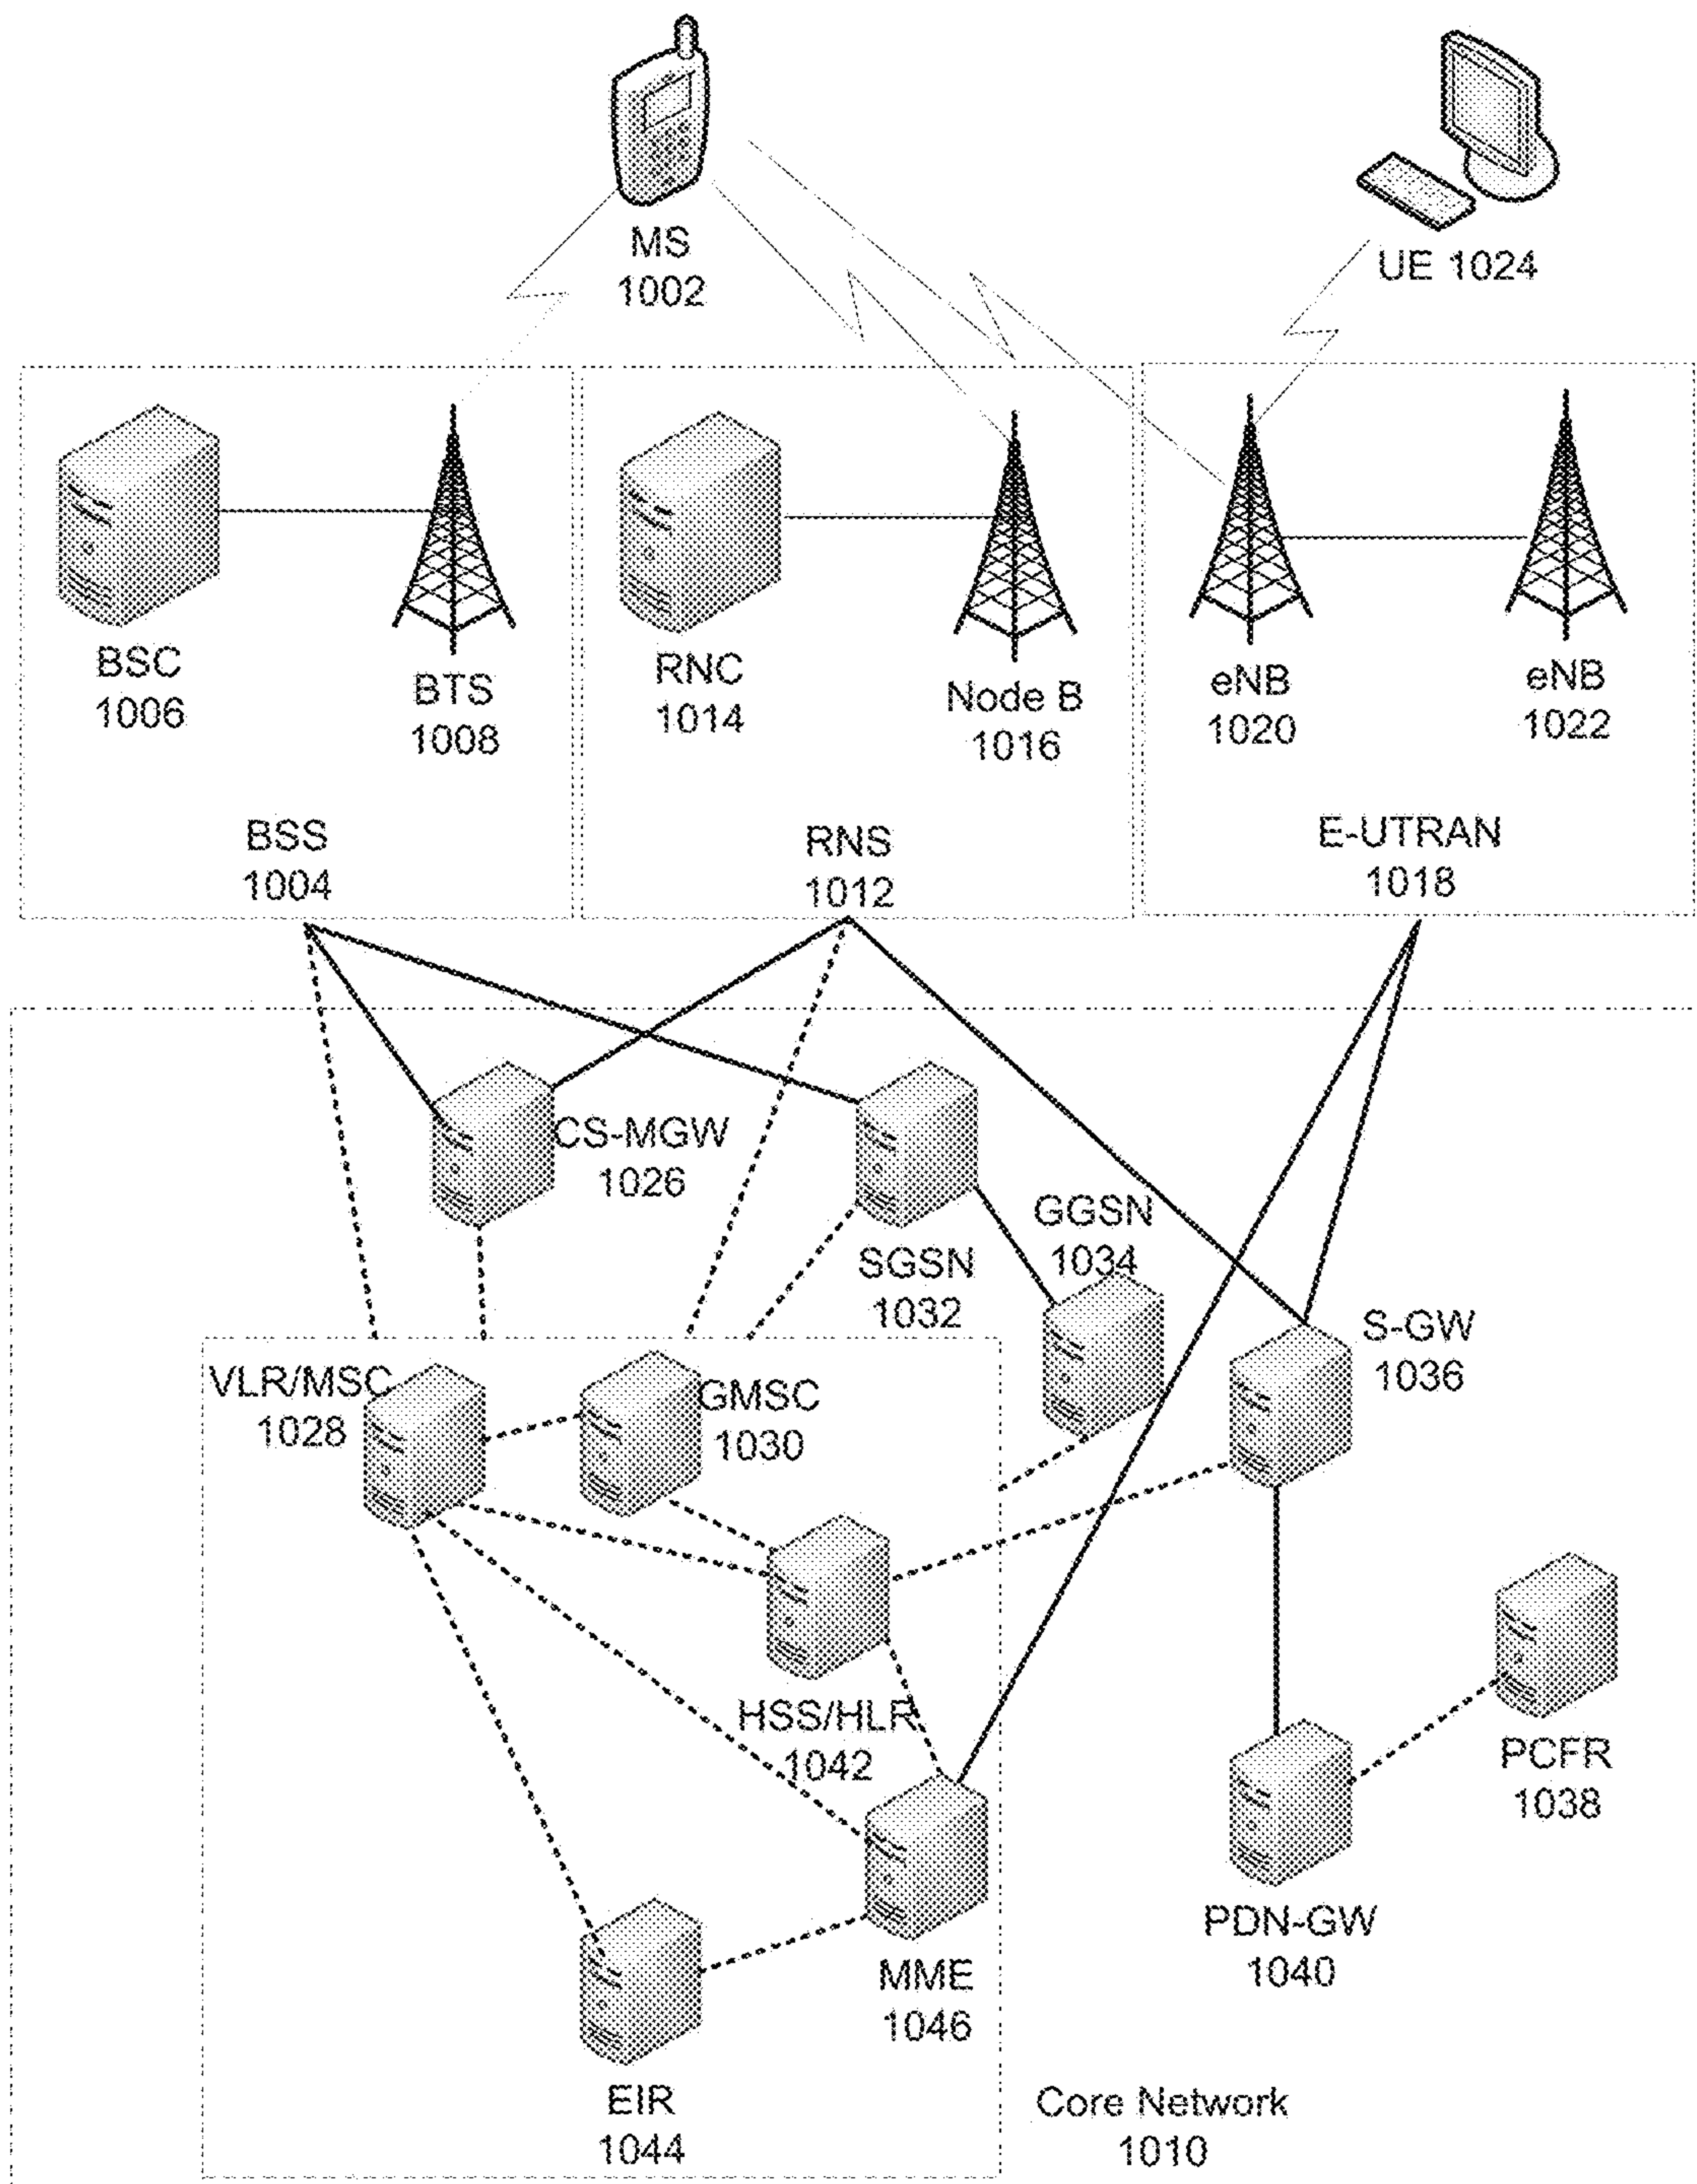 MS
1002
UE 1024
BSC
1006
BTS
1008
RNC
1014
Node B
1016
eNB
1020
eNB
1022
BSS
1004
RNS
1012
E-UTRAN
1018
CS-MGW
1026
SGSN
1032
GGSN
1034
S-GW
1036
VLR/MSC
1028
GMSC
1030
HSS/HLR
1042
PCFR
1038
PDN-GW
1040
MME
1046
EIR
1044
Core Network
1010